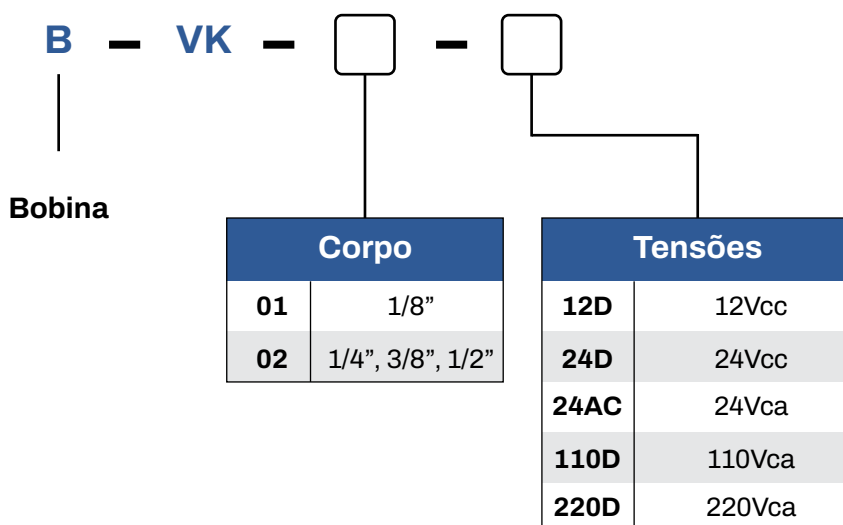 B – VK – –
Bobina
Corpo
01 1/8”
02 1/4”, 3/8”, 1/2”
Tensões
12D 12Vcc
24D 24Vcc
24AC 24Vca
110D 110Vca
220D 220Vca